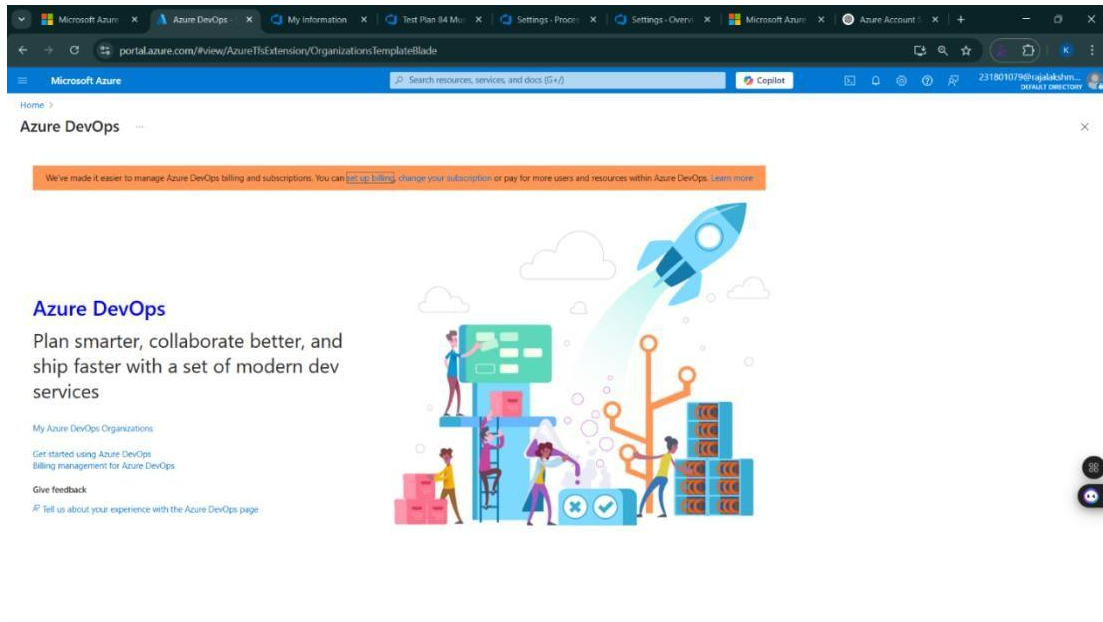 Microsoft Azure
Azure DevOps -
My Information
Test Plan 84 Mu
Settings - Proces
Settings - Overvi
Microsoft Azure
Azure Account S
portal.azure.com/#view/AzureTfsExtension/OrganizationsTemplateBlade
K
Microsoft Azure
Search resources, services, and docs (G+/)
Copilot
231801079@rajalakshm...
DEFAULT DIRECTORY
Home >
Azure DevOps ...
We've made it easier to manage Azure DevOps billing and subscriptions. You can set up billing, change your subscription or pay for more users and resources within Azure DevOps. Learn more
Azure DevOps
Plan smarter, collaborate better, and
ship faster with a set of modern dev
services
My Azure DevOps Organizations
Get started using Azure DevOps
Billing management for Azure DevOps
Give feedback
Tell us about your experience with the Azure DevOps page